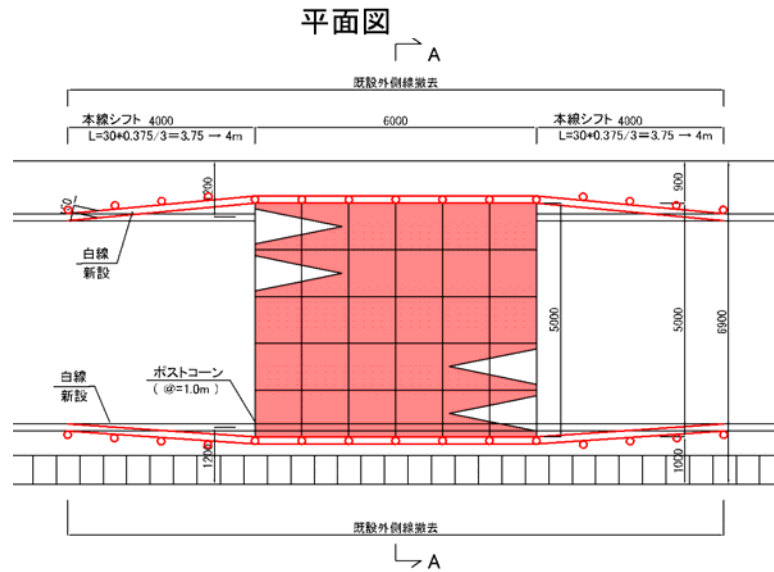 平面図
A
既設外側線撤去
本線シフト 4000
6000
本線シフト 4000
L=30*0.375/3=3.75 → 4m
L=30*0.375/3=3.75 → 4m
900
白線
新設
5000
5000
6900
白線
新設
ポストコーン
( @=1.0m )
1200
1000
既設外側線撤去
A